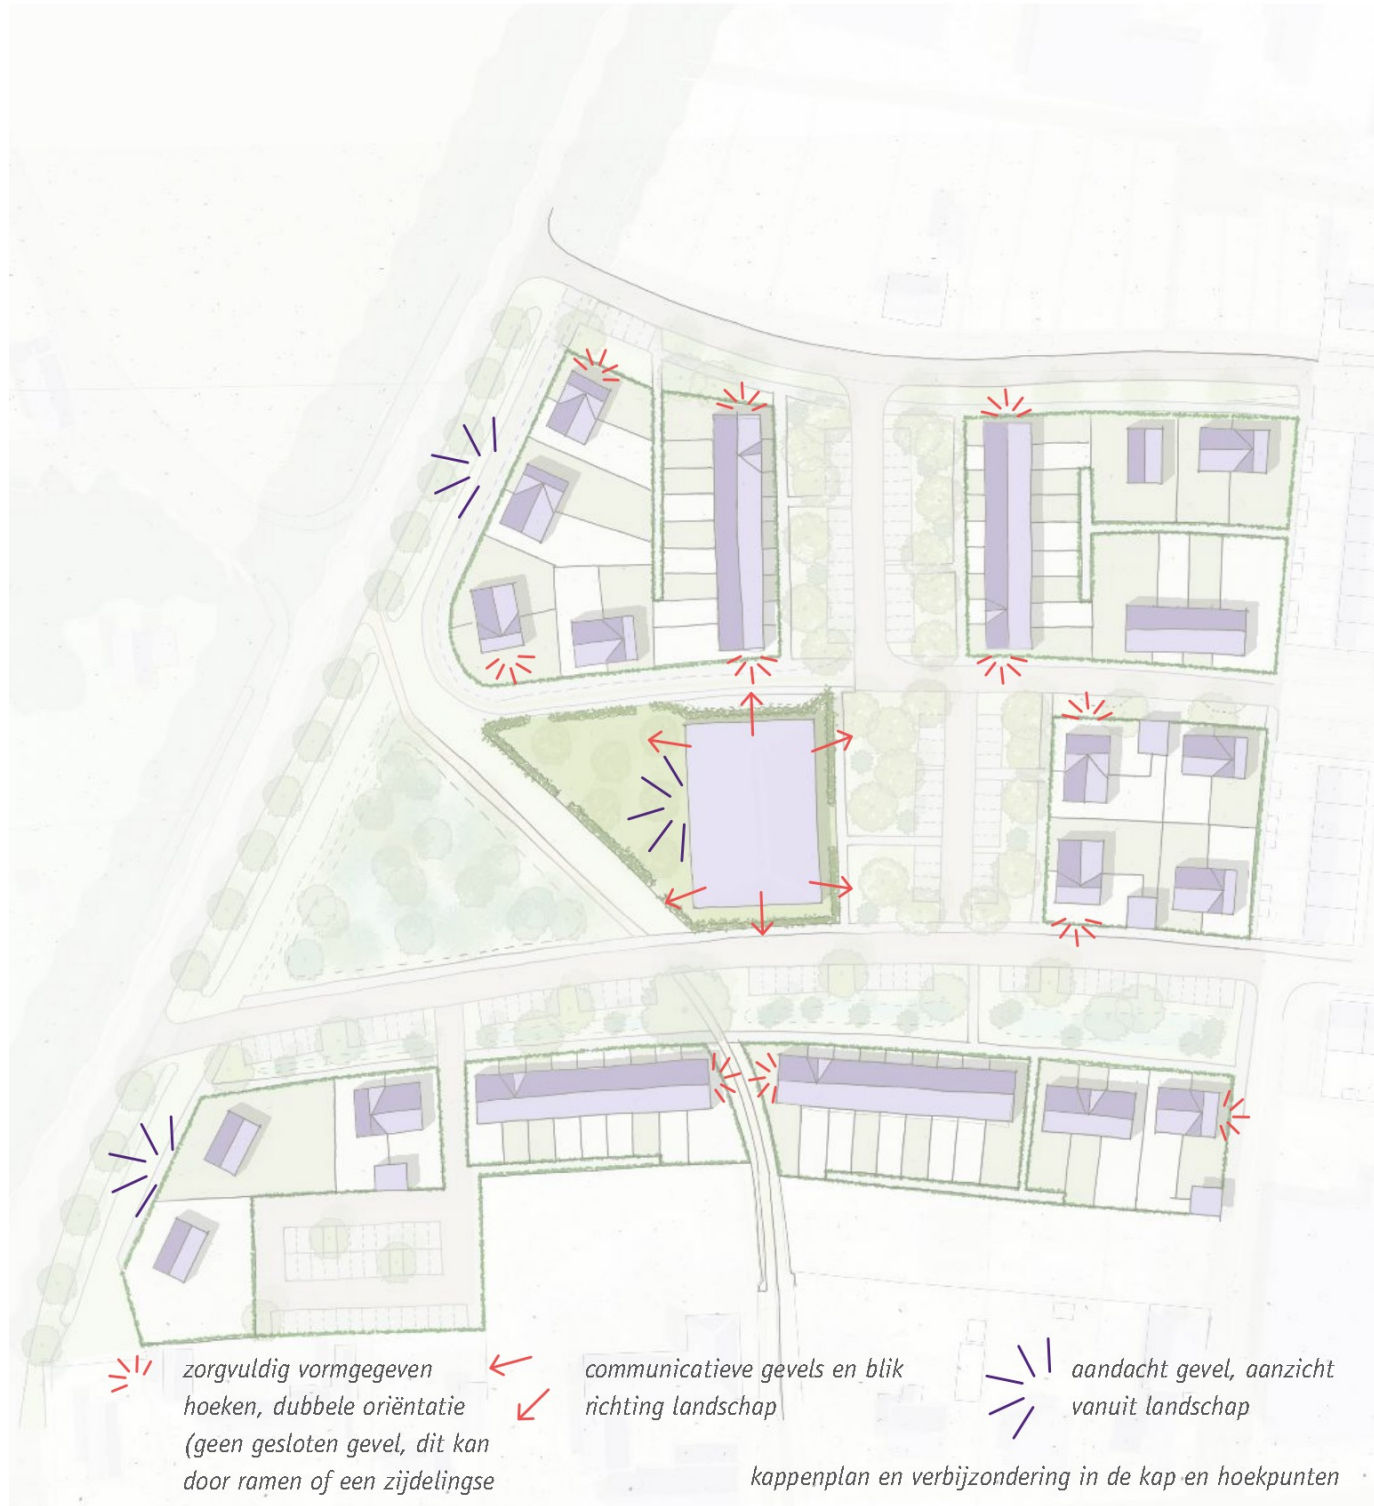 zorgvuldig vormgegeven
hoeken, dubbele oriëntatie
(geen gesloten gevel, dit kan
door ramen of een zijdelingse
communicatieve gevels en blik
richting landschap
aandacht gevel, aanzicht
vanuit landschap
kappenplan en verbijzondering in de kap en hoekpunten